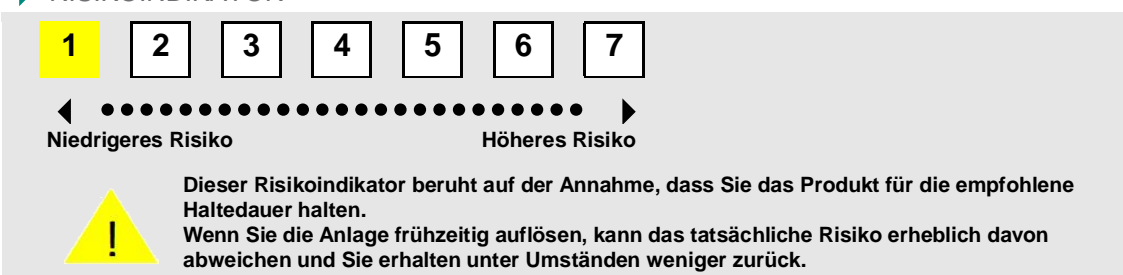 RISIKOINDIKATOR
1 2 3 4 5 6 7
Niedrigeres Risiko Höheres Risiko
Dieser Risikoindikator beruht auf der Annahme, dass Sie das Produkt für die empfohlene
Haltedauer halten.
Wenn Sie die Anlage frühzeitig auflösen, kann das tatsächliche Risiko erheblich davon
abweichen und Sie erhalten unter Umständen weniger zurück.